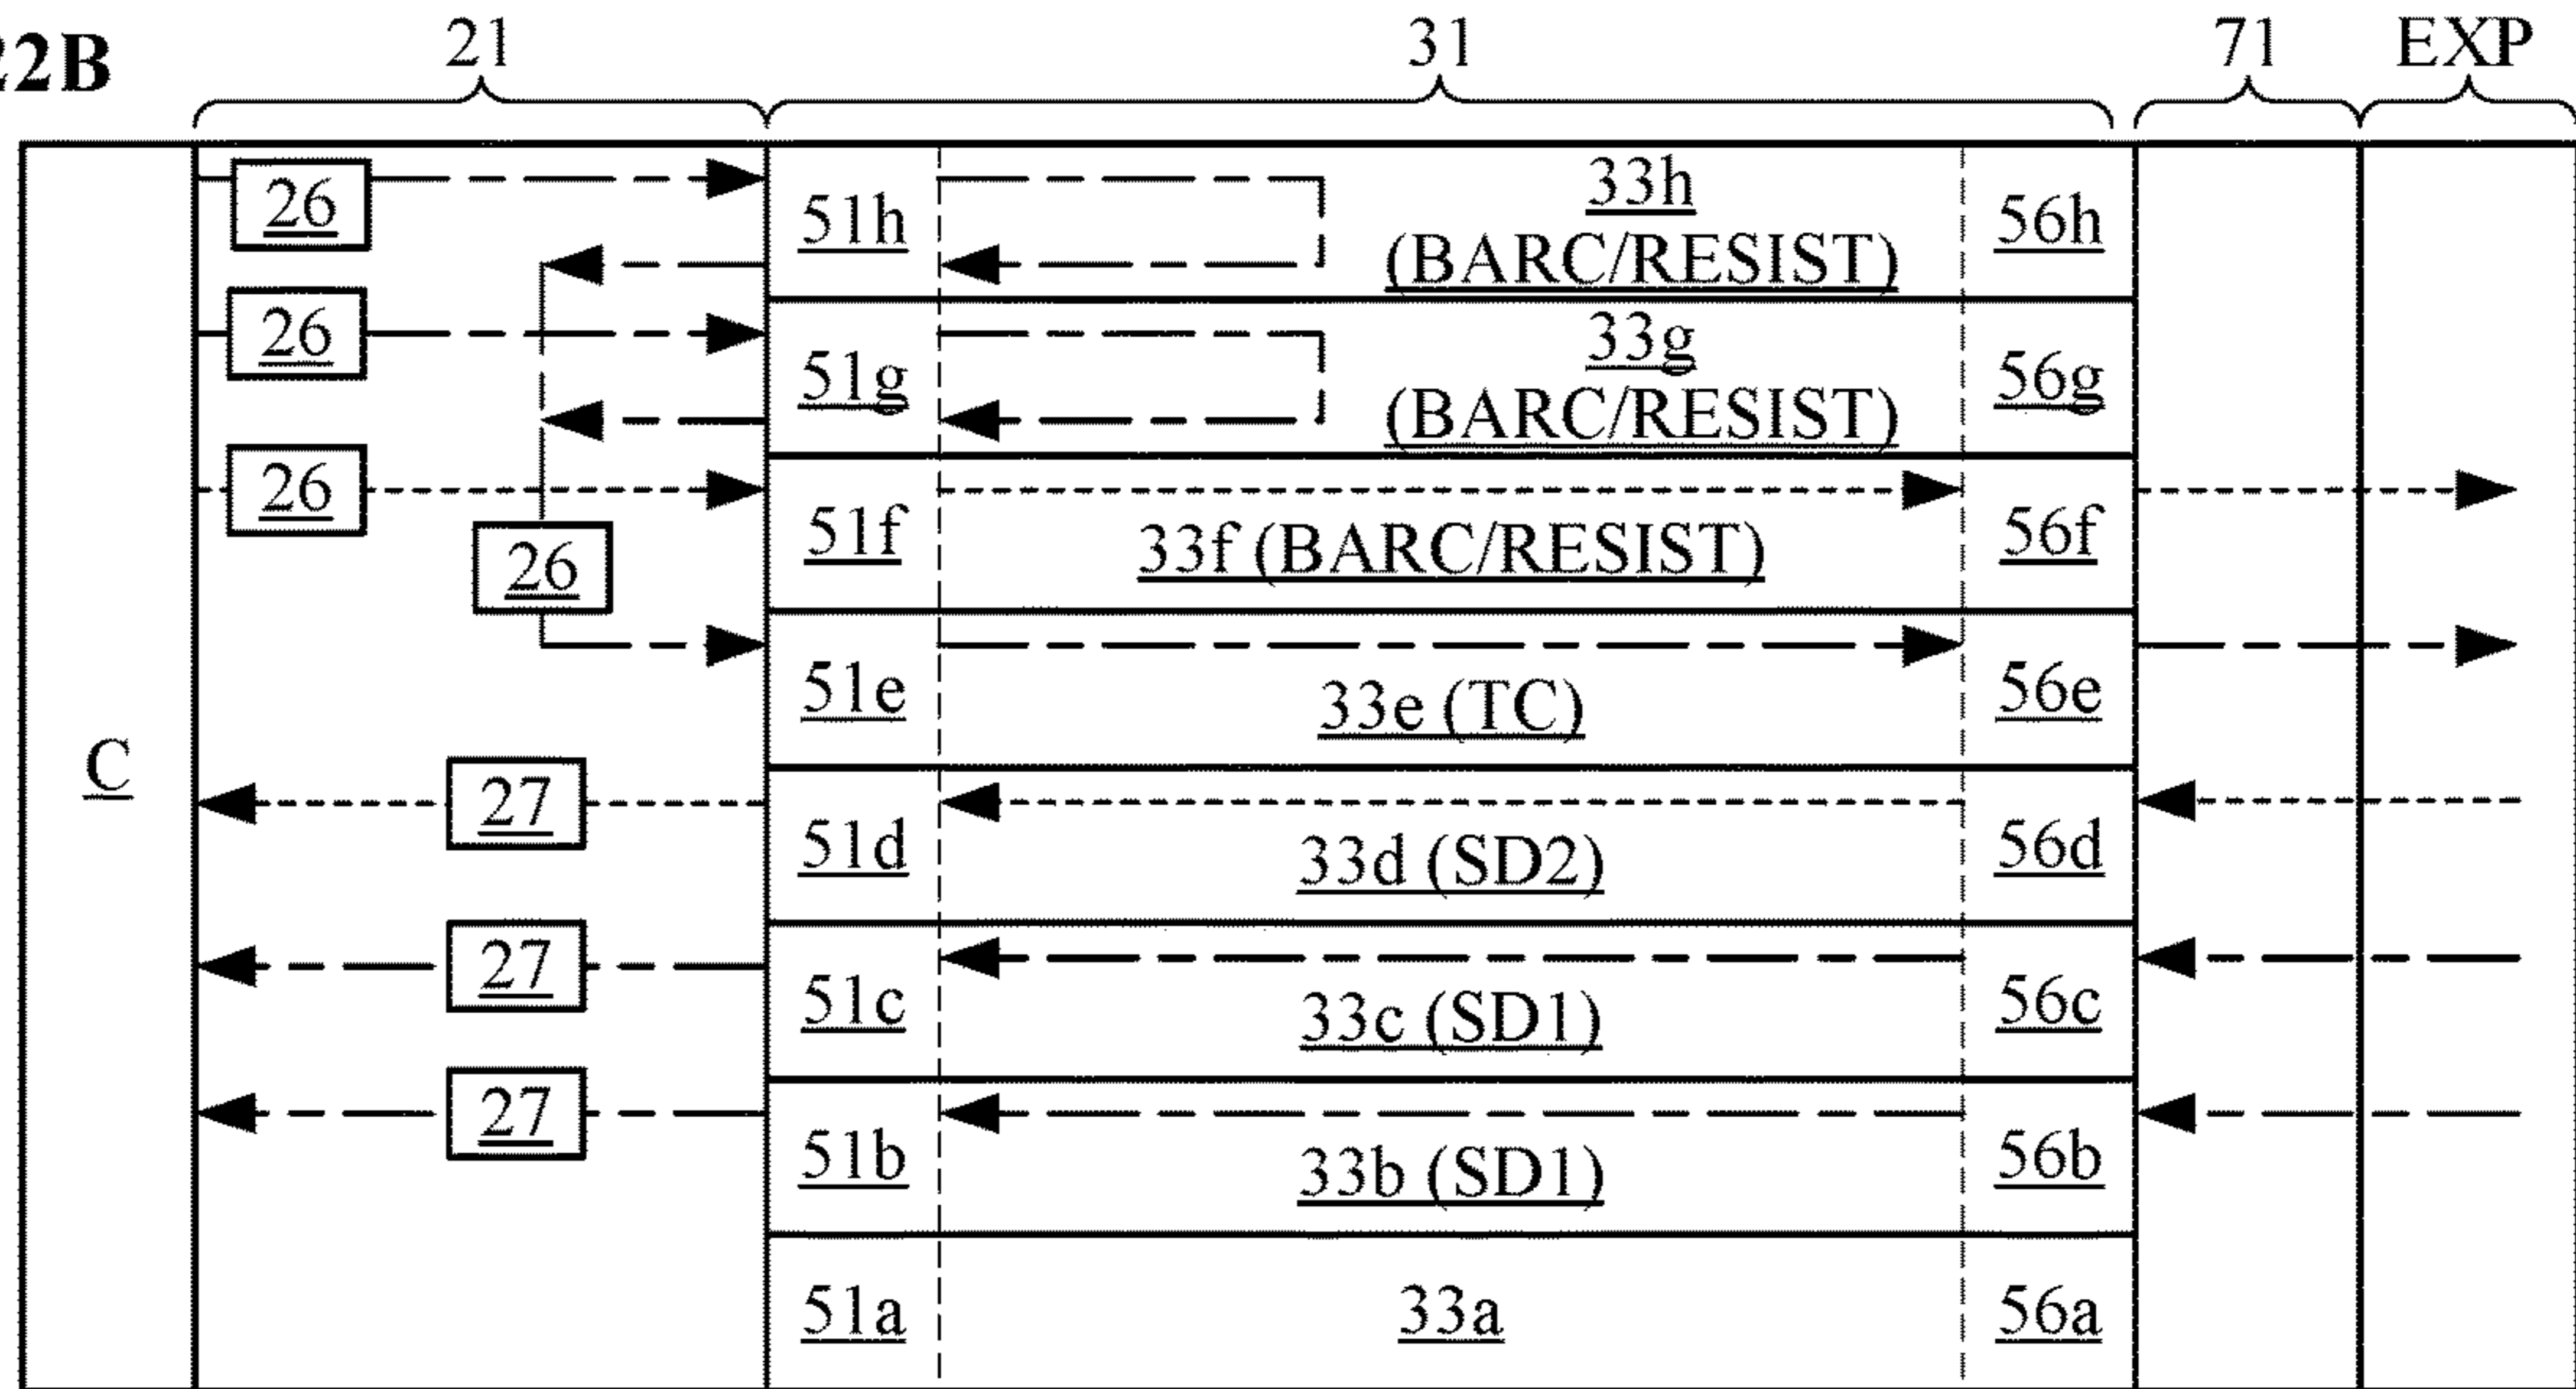 22B
21 31 71 EXP
26 51h 33h 56h
(BARC/RESIST)
26 51g 33g 56g
(BARC/RESIST)
26 51f 33f (BARC/RESIST) 56f
26
51e 33e (TC) 56e
C
27 51d 33d (SD2) 56d
27 51c 33c (SD1) 56c
27 51b 33b (SD1) 56b
51a 33a 56a